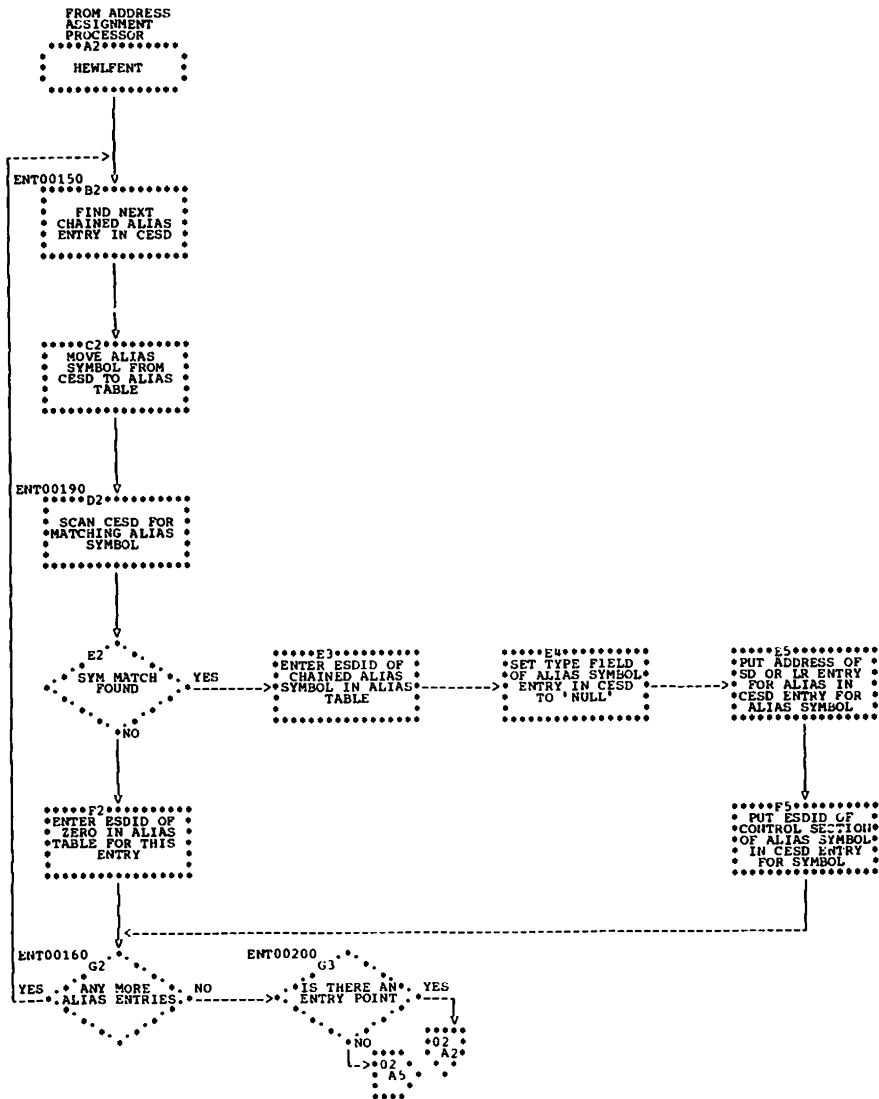 FROM ADDRESS
ASSIGNMENT
PROCESSOR
A2
HEWLFENT
ENT00150
B2
FIND NEXT
CHAINED ALIAS
ENTRY IN CESD
C2
MOVE ALIAS
SYMBOL FROM
CESD TO ALIAS
TABLE
ENT00190
D2
SCAN CESD FOR
MATCHING ALIAS
SYMBOL
E2
SYM MATCH
FOUND
YES
NO
E3
ENTER ESDID OF
CHAINED ALIAS
SYMBOL IN ALIAS
TABLE
E4
SET TYPE FIELD
OF ALIAS SYMBOL
ENTRY IN CESD
TO 'NULL'
E5
PUT ADDRESS OF
SD OR LR ENTRY
FOR ALIAS IN
CESD ENTRY FOR
ALIAS SYMBOL
F2
ENTER ESDID OF
ZERO IN ALIAS
TABLE FOR THIS
ENTRY
F5
PUT ESDID OF
CONTROL SECTION
OF ALIAS SYMBOL
IN CESD ENTRY
FOR SYMBOL
ENT00160
G2
YES
ANY MORE
ALIAS ENTRIES
NO
ENT00200
G3
IS THERE AN
ENTRY POINT
YES
NO
02
A2
02
A5